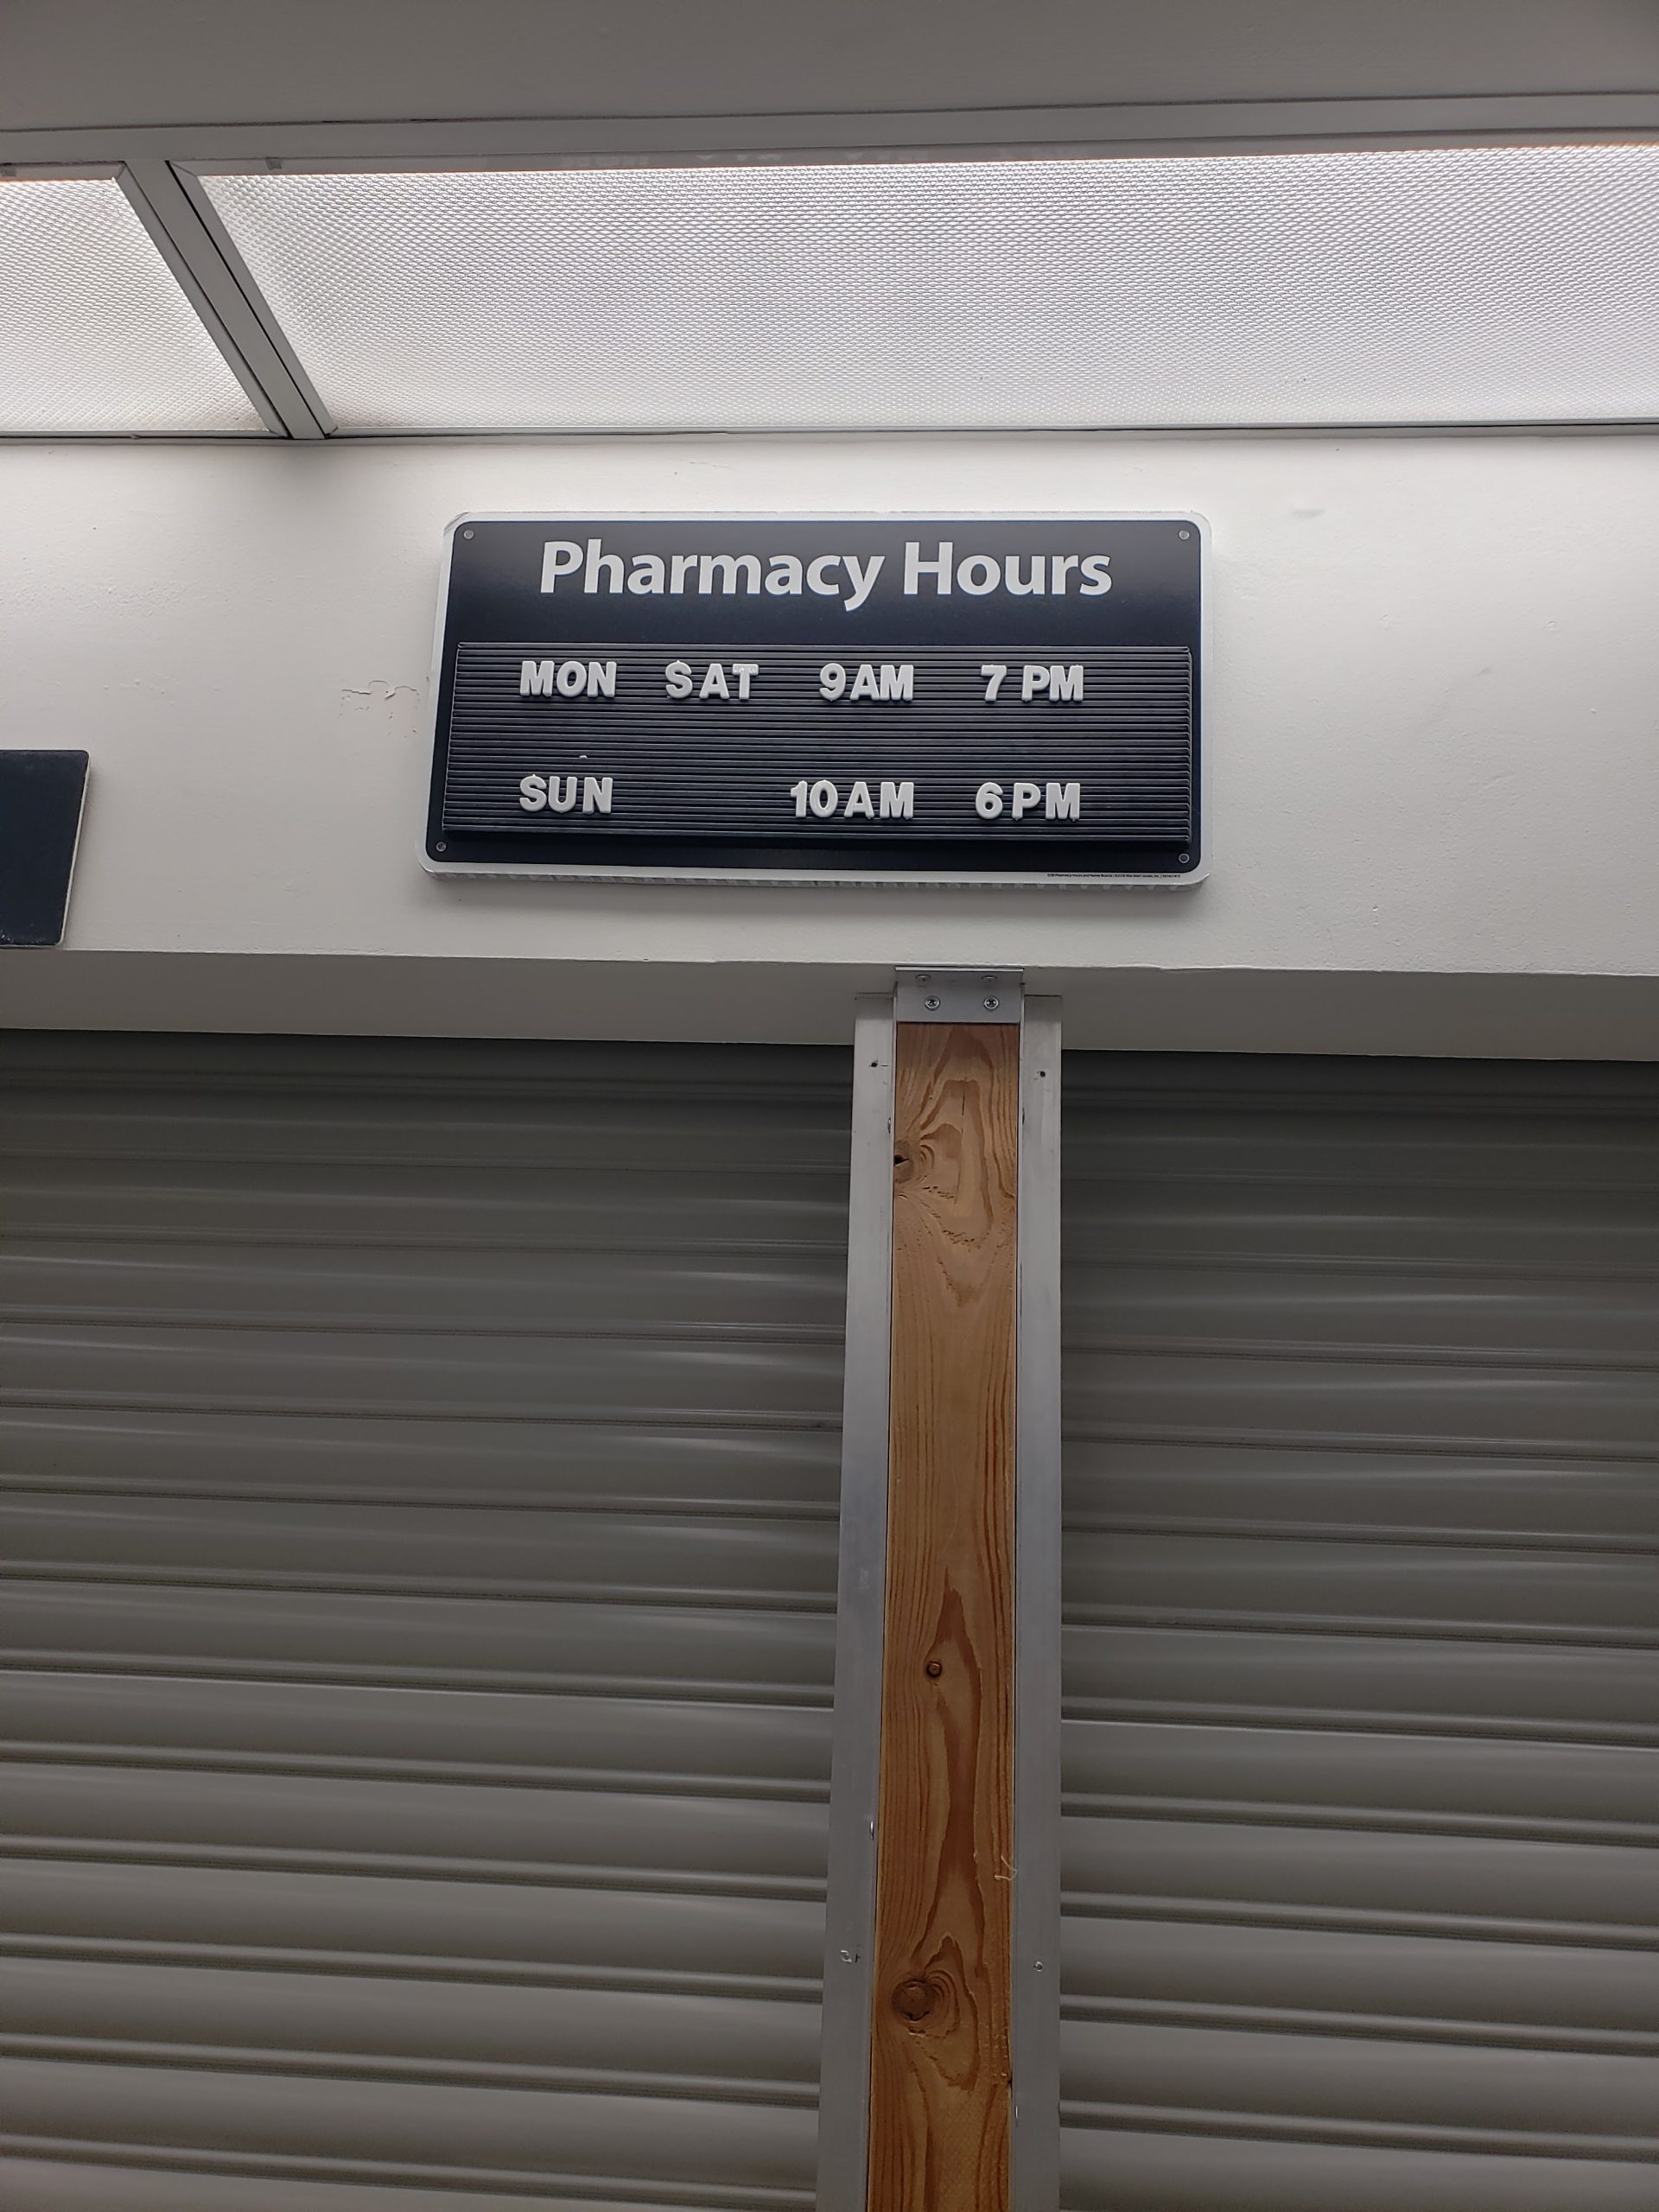 Pharmacy Hours
MON SAT 9AM 7PM
SUN 10AM 6PM